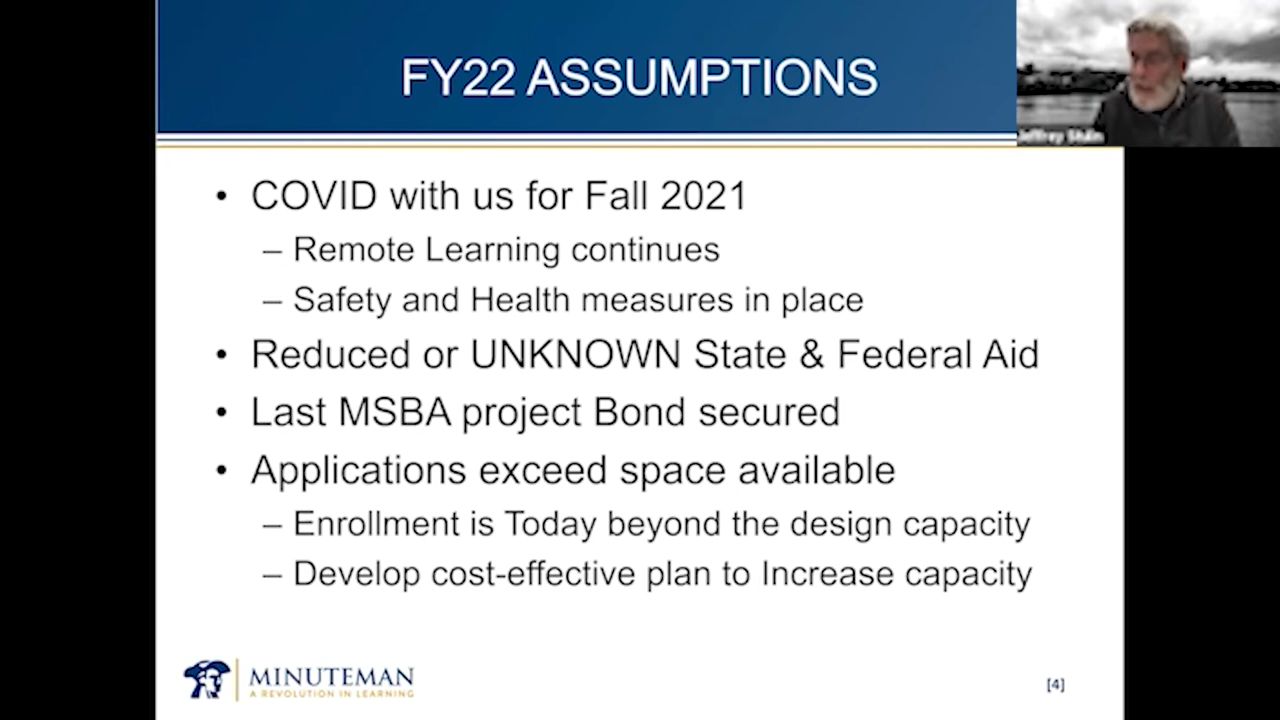 FY22 ASSUMPTIONS
Jeffrey Stulin
• COVID with us for Fall 2021
– Remote Learning continues
– Safety and Health measures in place
• Reduced or UNKNOWN State & Federal Aid
• Last MSBA project Bond secured
• Applications exceed space available
– Enrollment is Today beyond the design capacity
– Develop cost-effective plan to Increase capacity
MINUTEMAN
A REVOLUTION IN LEARNING
[4]